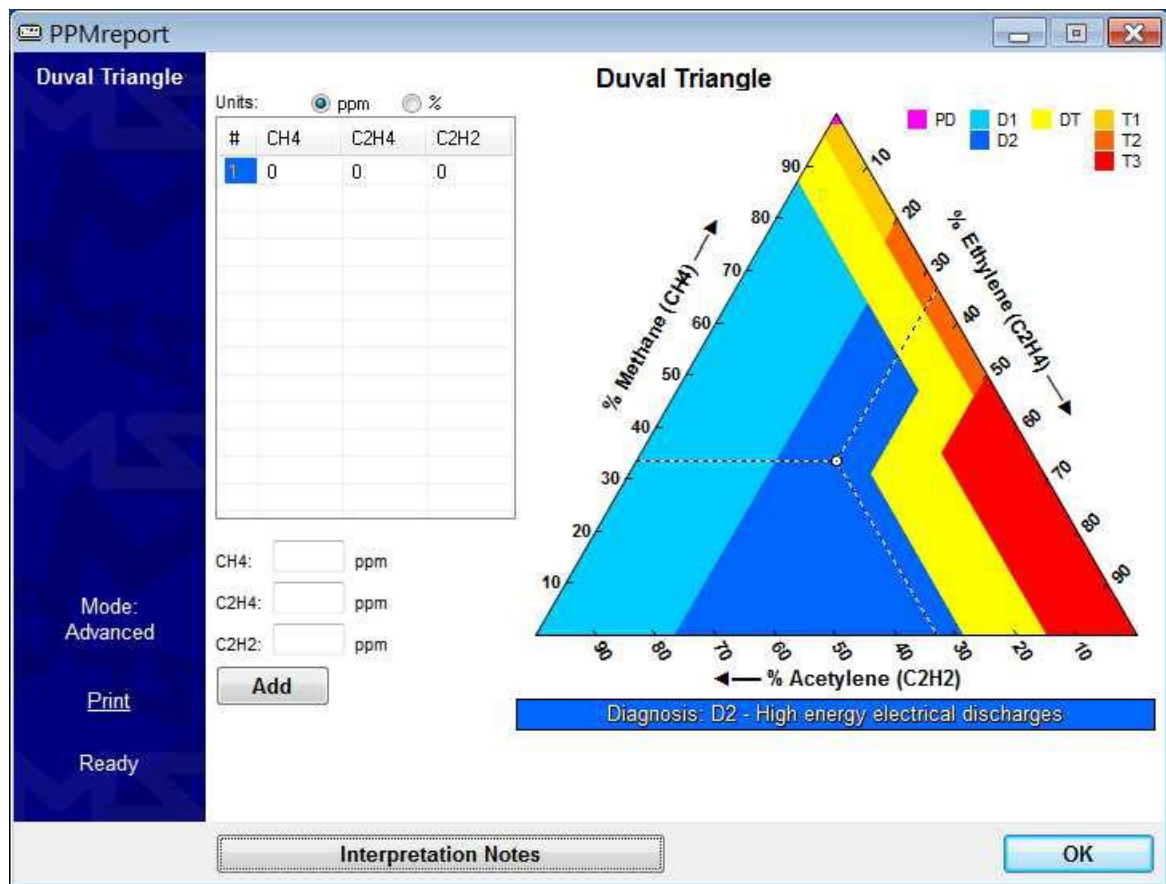 PPMreport
Duval Triangle
Mode:
Advanced
Print
Ready
Units: ppm %
# CH4 C2H4 C2H2
1 0 0 0
CH4: ppm
C2H4: ppm
C2H2: ppm
Add
Duval Triangle
PD D1 DT T1
D2 T2
T3
% Methane (CH4)
90
80
70
60
50
40
30
20
10
% Ethylene (C2H4)
10
20
30
40
50
60
70
80
90
90 80 70 60 50 40 30 20 10
% Acetylene (C2H2)
Diagnosis: D2 - High energy electrical discharges
Interpretation Notes
OK